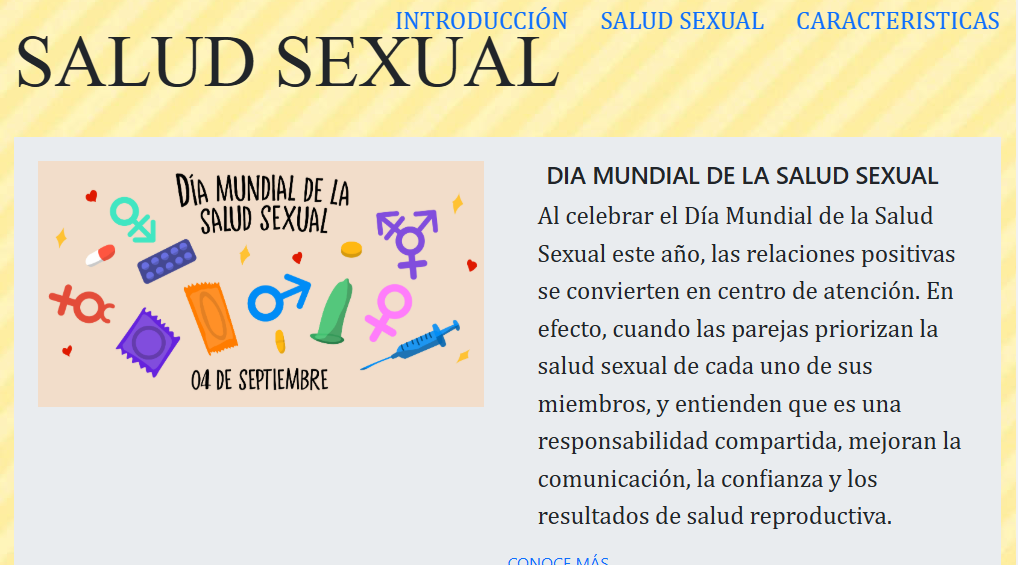 INTRODUCCIÓN SALUD SEXUAL CARACTERISTICAS
SALUD SEXUAL
DÍA MUNDIAL DE LA
SALUD SEXUAL
04 DE SEPTIEMBRE
DIA MUNDIAL DE LA SALUD SEXUAL
Al celebrar el Día Mundial de la Salud
Sexual este año, las relaciones positivas
se convierten en centro de atención. En
efecto, cuando las parejas priorizan la
salud sexual de cada uno de sus
miembros, y entienden que es una
responsabilidad compartida, mejoran la
comunicación, la confianza y los
resultados de salud reproductiva.
CONOCE MÁS